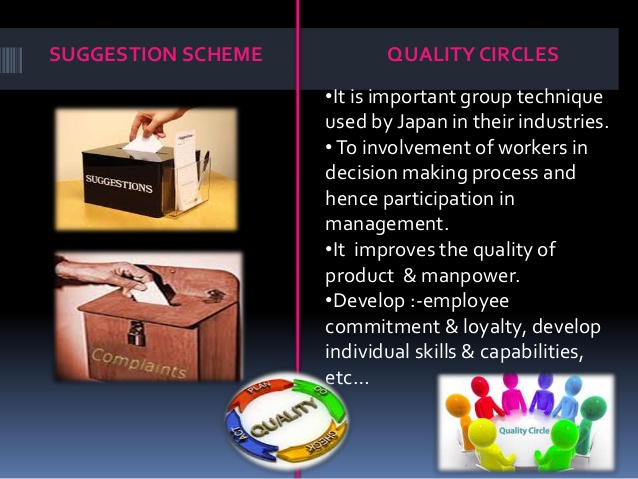 SUGGESTION SCHEME
QUALITY CIRCLES
SUGGESTIONS
Complaints
•It is important group technique
used by Japan in their industries.
• To involvement of workers in
decision making process and
hence participation in
management.
•It improves the quality of
product & manpower.
•Develop :-employee
commitment & loyalty, develop
individual skills & capabilities,
etc...
PLAN
DO
CHECK
ACT
QUALITY
Quality Circle